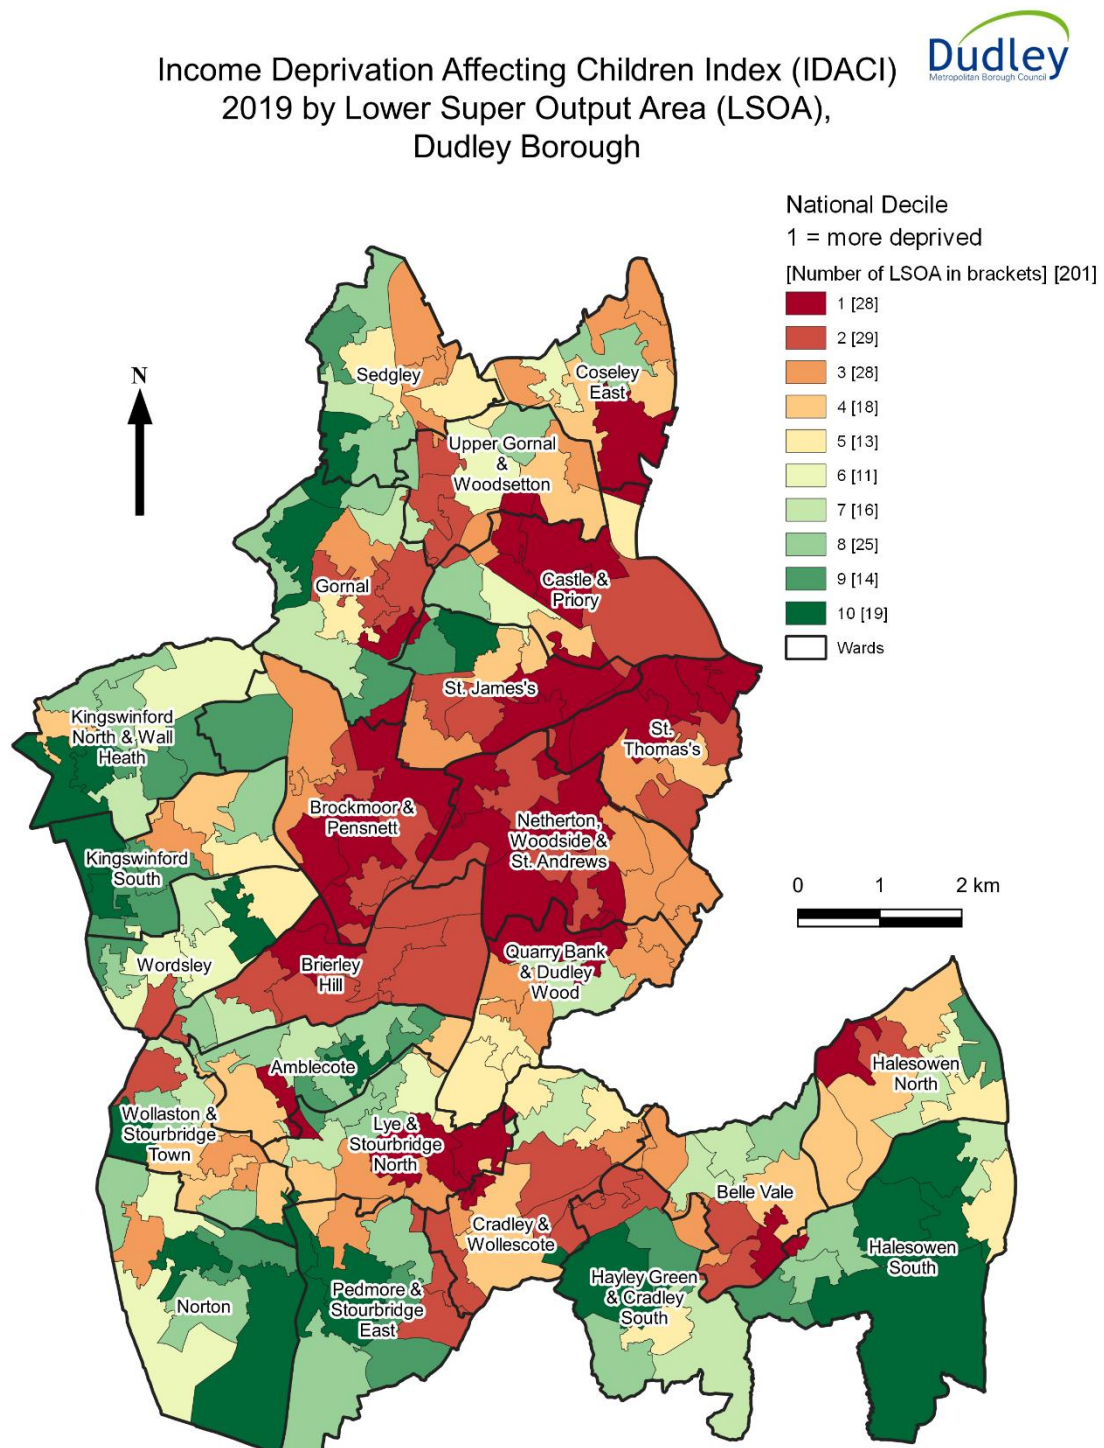 Dudley
Metropolitan Borough Council
Income Deprivation Affecting Children Index (IDACI)
2019 by Lower Super Output Area (LSOA),
Dudley Borough
National Decile
1 = more deprived
[Number of LSOA in brackets] [201]
1 [28]
2 [29]
3 [28]
4 [18]
5 [13]
6 [11]
7 [16]
8 [25]
9 [14]
10 [19]
Wards
N
Sedgley
Coseley
East
Upper Gornal
&
Woodsetton
Castle &
Priory
Gornal
St. James's
St.
Thomas's
Kingswinford
North & Wall
Heath
Brockmoor &
Pensnett
Netherton,
Woodside &
St. Andrews
Kingswinford
South
0 1 2 km
Wordsley
Brierley
Hill
Quarry Bank
& Dudley
Wood
Amblecote
Halesowen
North
Wollaston &
Stourbridge
Town
Lye &
Stourbridge
North
Belle Vale
Cradley &
Wollescote
Halesowen
South
Hayley Green
& Cradley
South
Norton
Pedmore &
Stourbridge
East